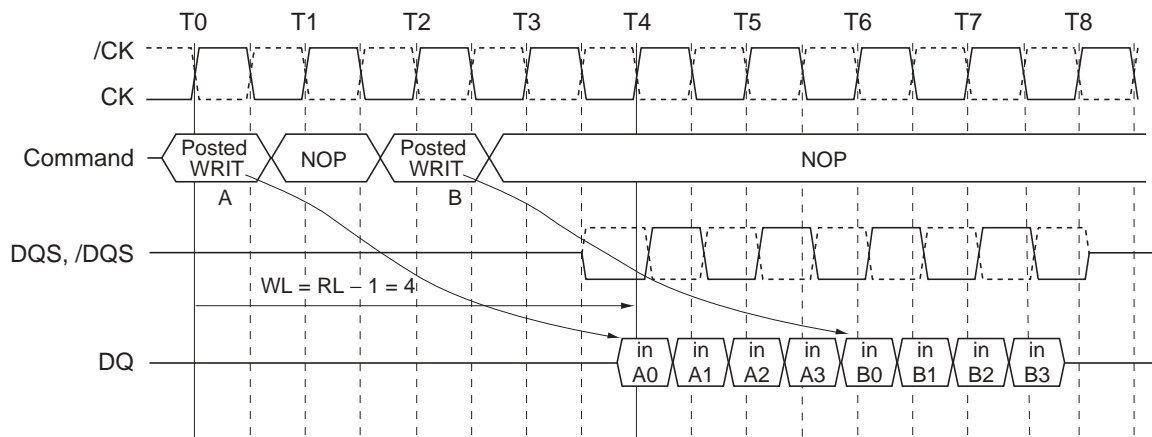 T0 T1 T2 T3 T4 T5 T6 T7 T8
/CK
CK
Command
Posted
WRIT
NOP
Posted
WRIT
NOP
A
B
DQS, /DQS
WL = RL − 1 = 4
DQ
in
A0
in
A1
in
A2
in
A3
in
B0
in
B1
in
B2
in
B3